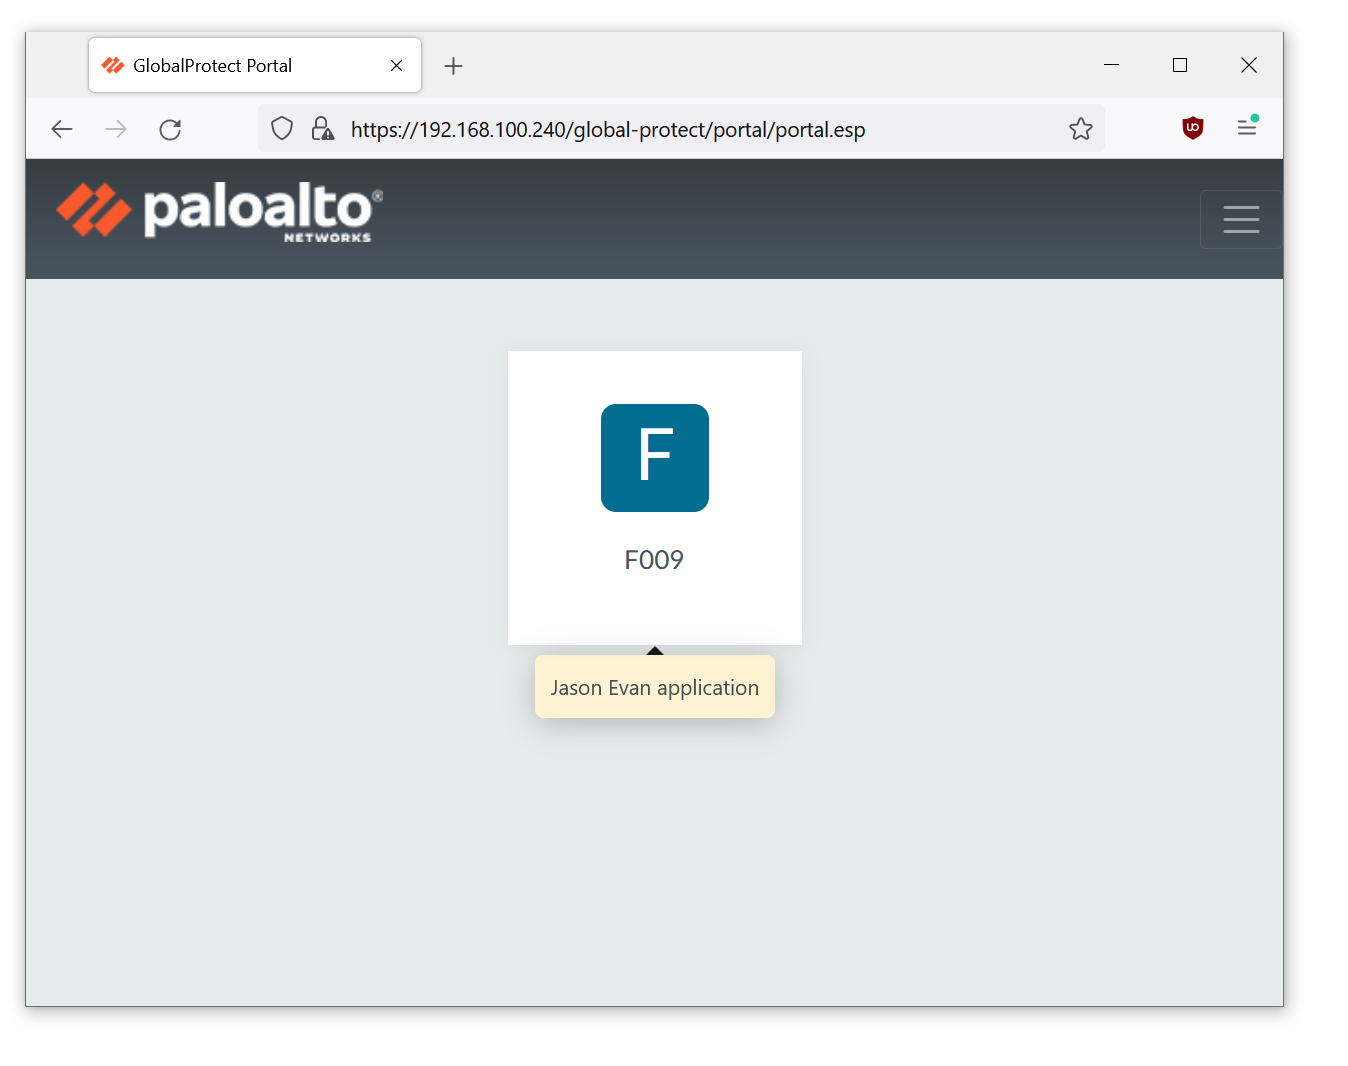 GlobalProtect Portal
https://192.168.100.240/global-protect/portal/portal.esp
paloalto®
NETWORKS
F
F009
Jason Evan application